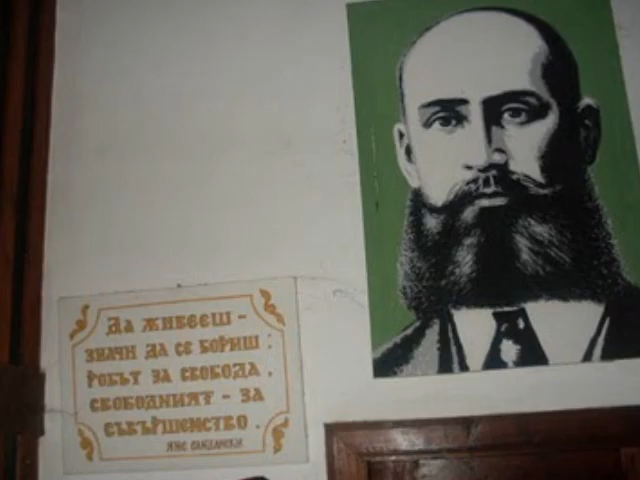 Да живееш -
значи да се бориш :
робът за свобода ,
свободният - за
съвършенство .
Яне Сандански